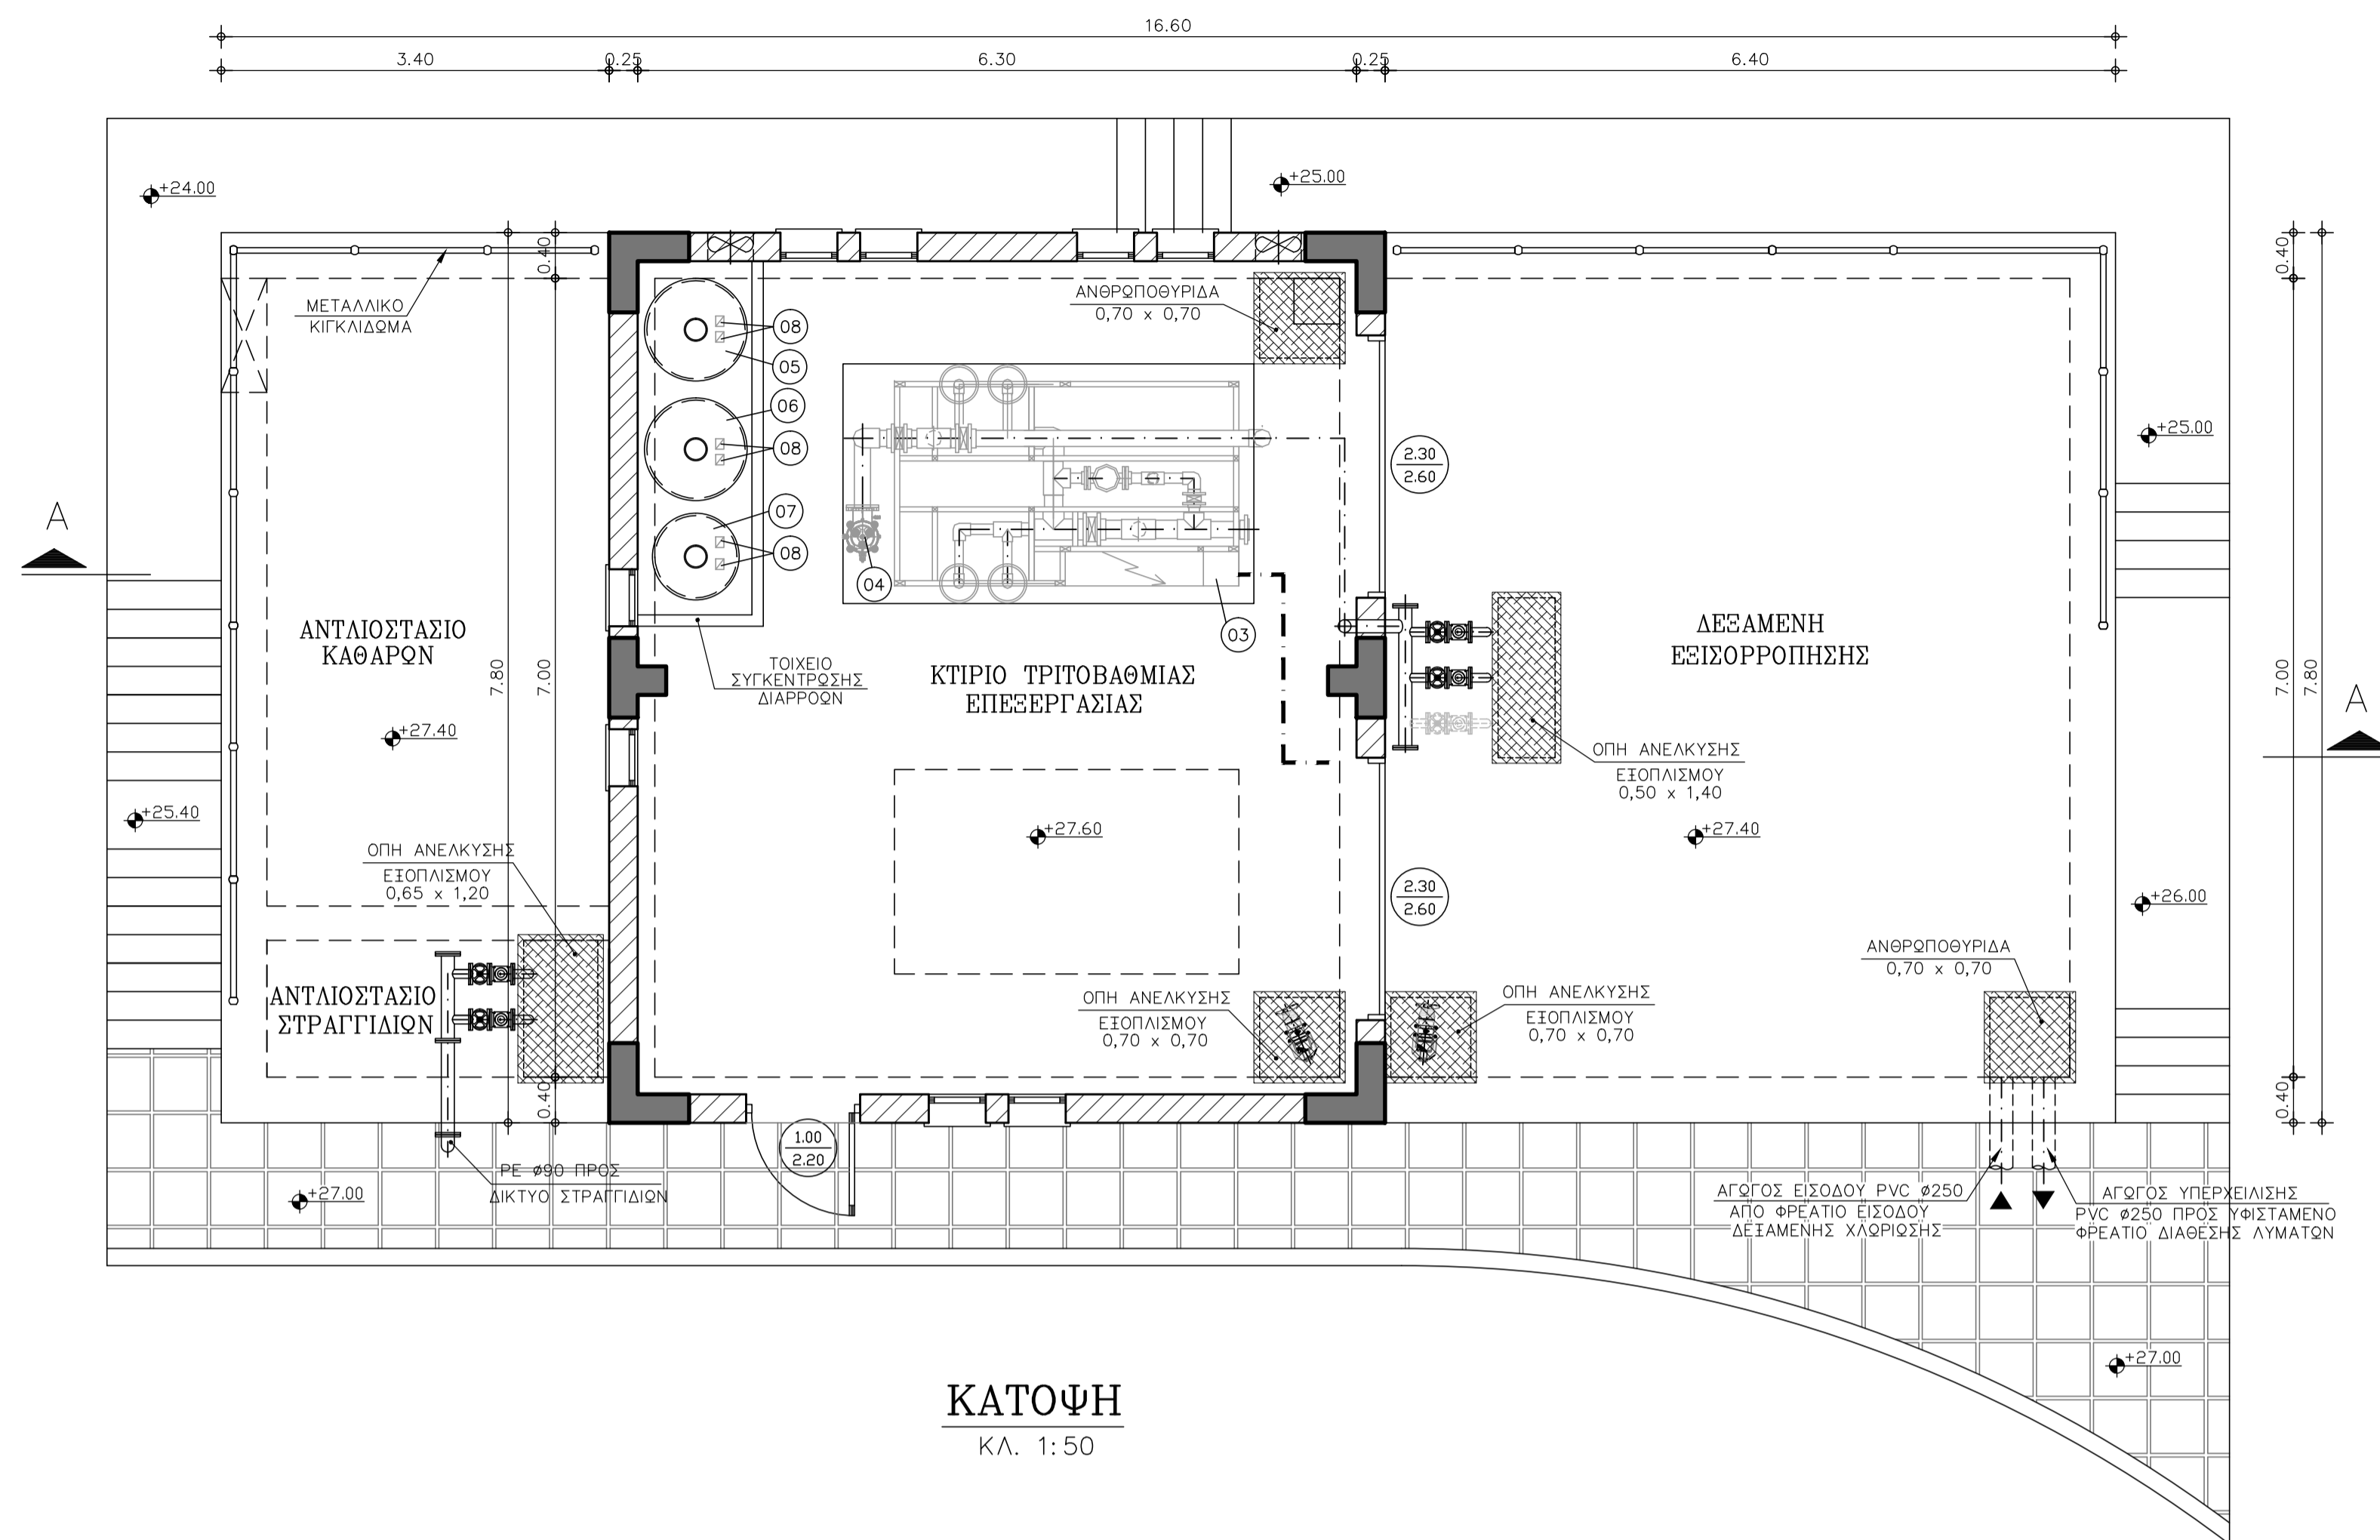 16.60
3.40
0.25
6.30
0.25
6.40
+24.00
+25.00
0.40
0.40
ΜΕΤΑΛΛΙΚΟ
ΚΙΓΚΛΙΔΩΜΑ
08
05
06
08
07
08
04
03
ΑΝΘΡΩΠΟΘΥΡΙΔΑ
0,70 x 0,70
2.30
2.60
+25.00
A
ΑΝΤΛΙΟΣΤΑΣΙΟ
ΚΑΘΑΡΩΝ
7.80
7.00
ΤΟΙΧΕΙΟ
ΣΥΓΚΕΝΤΡΩΣΗΣ
ΔΙΑΡΡΟΩΝ
ΚΤΙΡΙΟ ΤΡΙΤΟΒΑΘΜΙΑΣ
ΕΠΕΞΕΡΓΑΣΙΑΣ
ΔΕΞΑΜΕΝΗ
ΕΞΙΣΟΡΡΟΠΗΣΗΣ
7.00
7.80
A
+27.40
ΟΠΗ ΑΝΕΛΚΥΣΗΣ
ΕΞΟΠΛΙΣΜΟΥ
0,50 x 1,40
+25.40
+27.60
+27.40
ΟΠΗ ΑΝΕΛΚΥΣΗΣ
ΕΞΟΠΛΙΣΜΟΥ
0,65 x 1,20
2.30
2.60
+26.00
ΑΝΘΡΩΠΟΘΥΡΙΔΑ
0,70 x 0,70
ΑΝΤΛΙΟΣΤΑΣΙΟ
ΣΤΡΑΓΓΙΔΙΩΝ
ΟΠΗ ΑΝΕΛΚΥΣΗΣ
ΕΞΟΠΛΙΣΜΟΥ
0,70 x 0,70
ΟΠΗ ΑΝΕΛΚΥΣΗΣ
ΕΞΟΠΛΙΣΜΟΥ
0,70 x 0,70
0.40
0.40
1.00
2.20
PE ø90 ΠΡΟΣ
ΔΙΚΤΥΟ ΣΤΡΑΓΓΙΔΙΩΝ
+27.00
ΑΓΩΓΟΣ ΕΙΣΟΔΟΥ PVC ø250
ΑΠΟ ΦΡΕΑΤΙΟ ΕΙΣΟΔΟΥ
ΔΕΞΑΜΕΝΗΣ ΧΛΩΡΙΩΣΗΣ
ΑΓΩΓΟΣ ΥΠΕΡΧΕΙΛΙΣΗΣ
PVC ø250 ΠΡΟΣ ΥΦΙΣΤΑΜΕΝΟ
ΦΡΕΑΤΙΟ ΔΙΑΘΕΣΗΣ ΛΥΜΑΤΩΝ
+27.00
ΚΑΤΟΨΗ
ΚΛ. 1:50